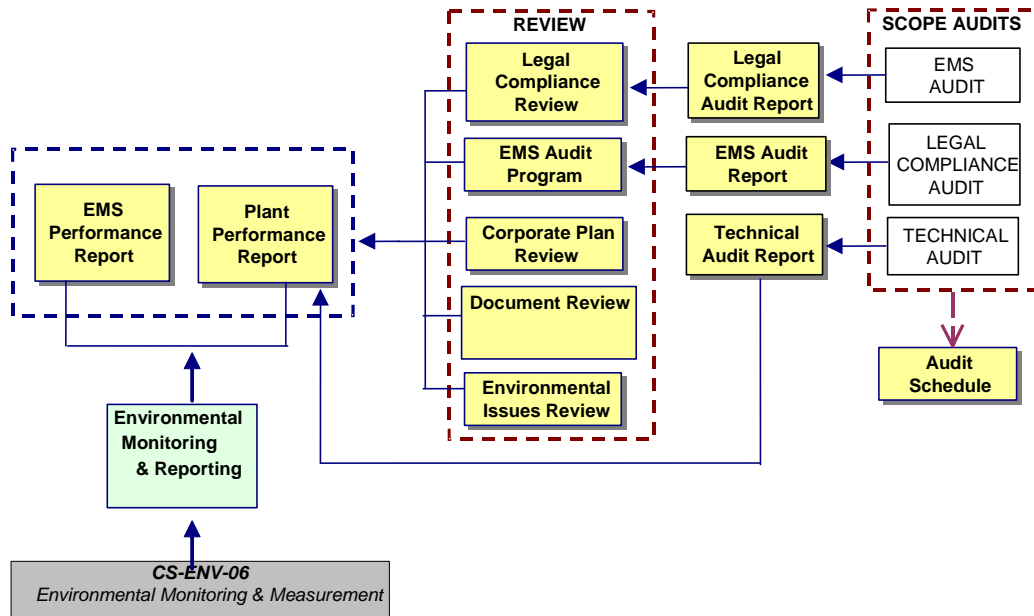 REVIEW
SCOPE AUDITS
Legal
Compliance
Review
Legal
Compliance
Audit Report
EMS
AUDIT
EMS Audit
Program
EMS Audit
Report
LEGAL
COMPLIANCE
AUDIT
EMS
Performance
Report
Plant
Performance
Report
Corporate Plan
Review
Technical
Audit Report
TECHNICAL
AUDIT
Document Review
Environmental
Issues Review
Audit
Schedule
Environmental
Monitoring
& Reporting
CS-ENV-06
Environmental Monitoring & Measurement